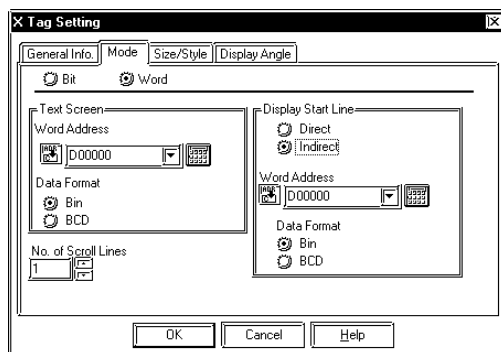 X Tag Setting
General Info. Mode Size/Style Display Angle
Bit Word
Text Screen
Word Address
D00000
Data Format
Bin
BCD
No. of Scroll Lines
1
Display Start Line
Direct
Indirect
Word Address
D00000
Data Format
Bin
BCD
OK Cancel Help